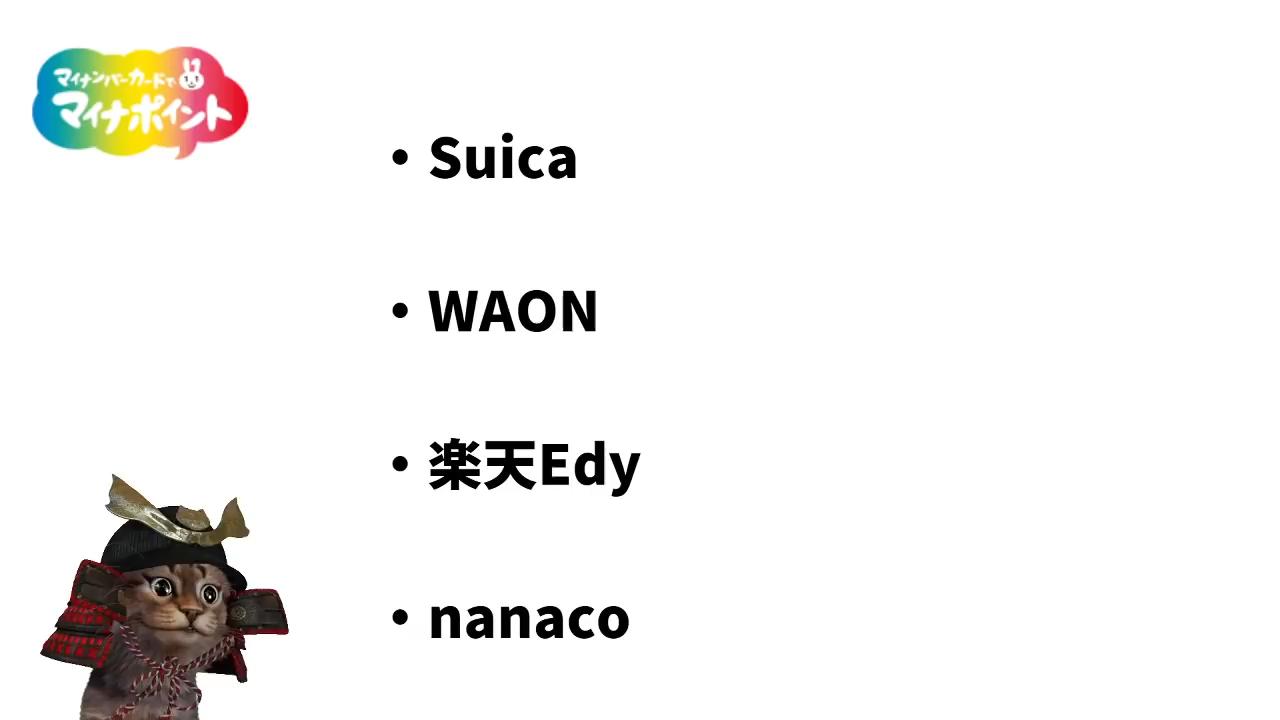 マイナンバーカードで
マイナポイント
• Suica
• WAON
• 楽天Edy
• nanaco